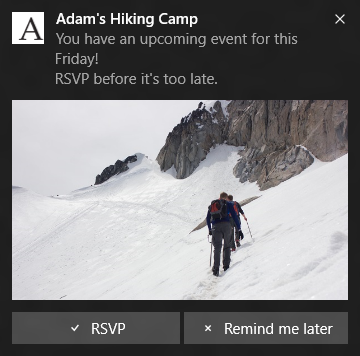 A
Adam's Hiking Camp
You have an upcoming event for this
Friday!
RSVP before it's too late.
RSVP
Remind me later